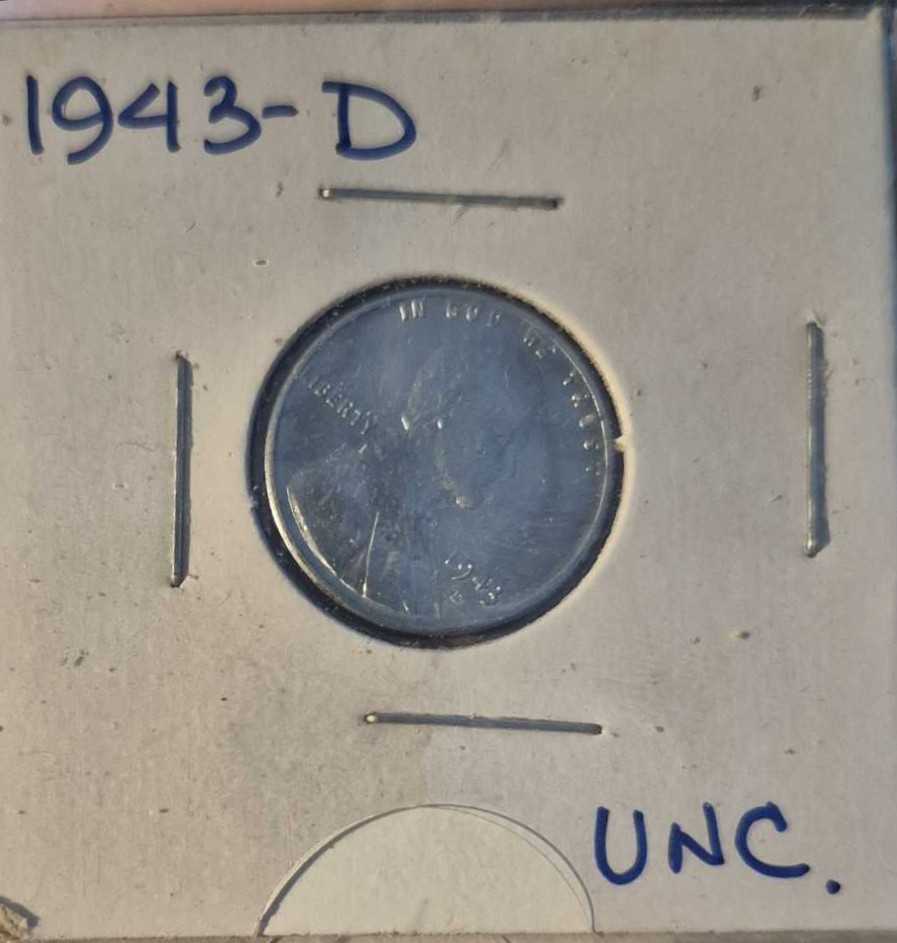 1943-D
IN GOD WE TRUST
LIBERTY
1943
D
UNC.